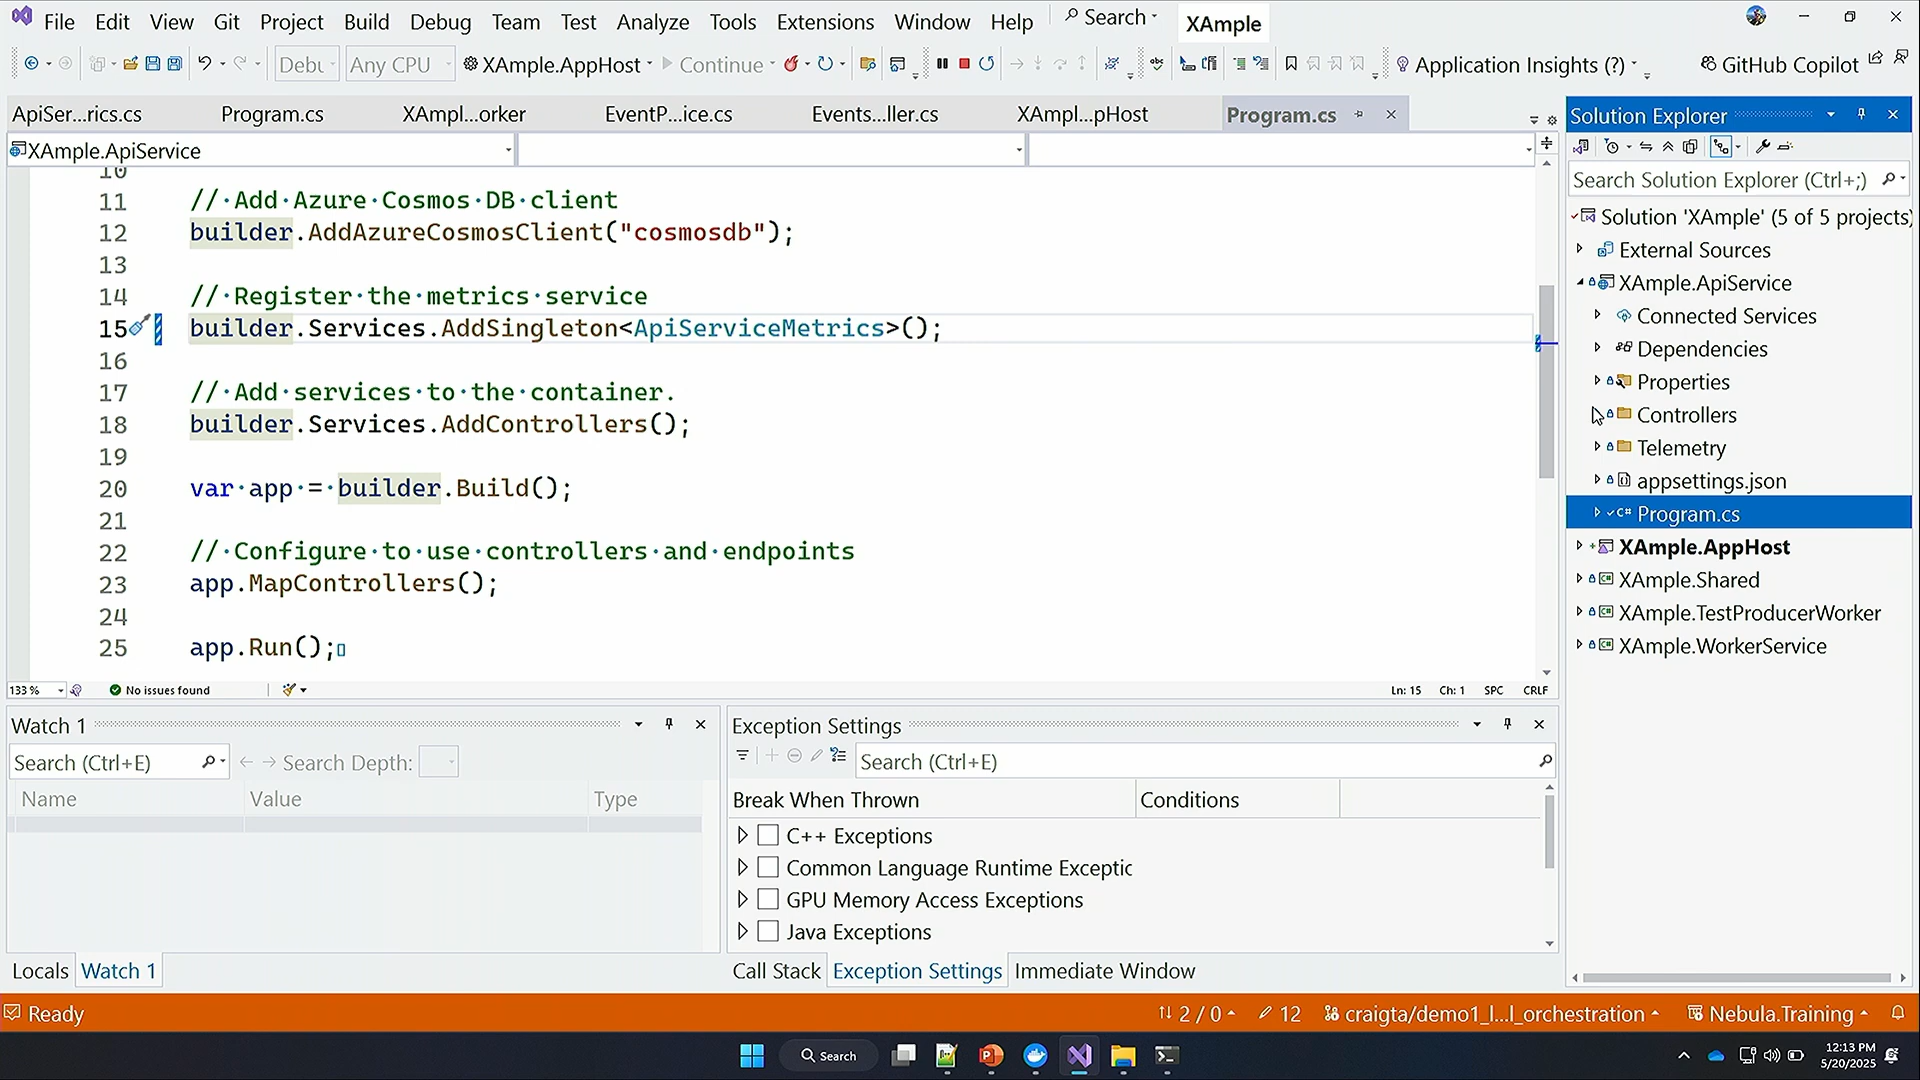 File Edit View Git Project Build Debug Team Test Analyze Tools Extensions Window Help Search XAmple
Debu Any CPU XAmple.AppHost Continue Application Insights (?) GitHub Copilot
ApiSer...rics.cs Program.cs XAmpl...orker EventP...ice.cs Events...ller.cs XAmpl...pHost Program.cs
XAmple.ApiService
10
11 // Add Azure Cosmos DB client
12 builder.AddAzureCosmosClient("cosmosdb");
13
14 // Register the metrics service
15 builder.Services.AddSingleton<ApiServiceMetrics>();
16
17 // Add services to the container.
18 builder.Services.AddControllers();
19
20 var app = builder.Build();
21
22 // Configure to use controllers and endpoints
23 app.MapControllers();
24
25 app.Run();
133 % No issues found Ln: 15 Ch: 1 SPC CRLF
Solution Explorer
Search Solution Explorer (Ctrl+;)
Solution 'XAmple' (5 of 5 projects)
External Sources
XAmple.ApiService
Connected Services
Dependencies
Properties
Controllers
Telemetry
appsettings.json
C# Program.cs
XAmple.AppHost
XAmple.Shared
XAmple.TestProducerWorker
XAmple.WorkerService
Watch 1
Search (Ctrl+E) Search Depth:
Name Value Type
Locals Watch 1
Exception Settings
Search (Ctrl+E)
Break When Thrown Conditions
C++ Exceptions
Common Language Runtime Exceptic
GPU Memory Access Exceptions
Java Exceptions
Call Stack Exception Settings Immediate Window
Ready 2 / 0 12 craigta/demo1_l...l_orchestration Nebula.Training
Search
12:13 PM
5/20/2025